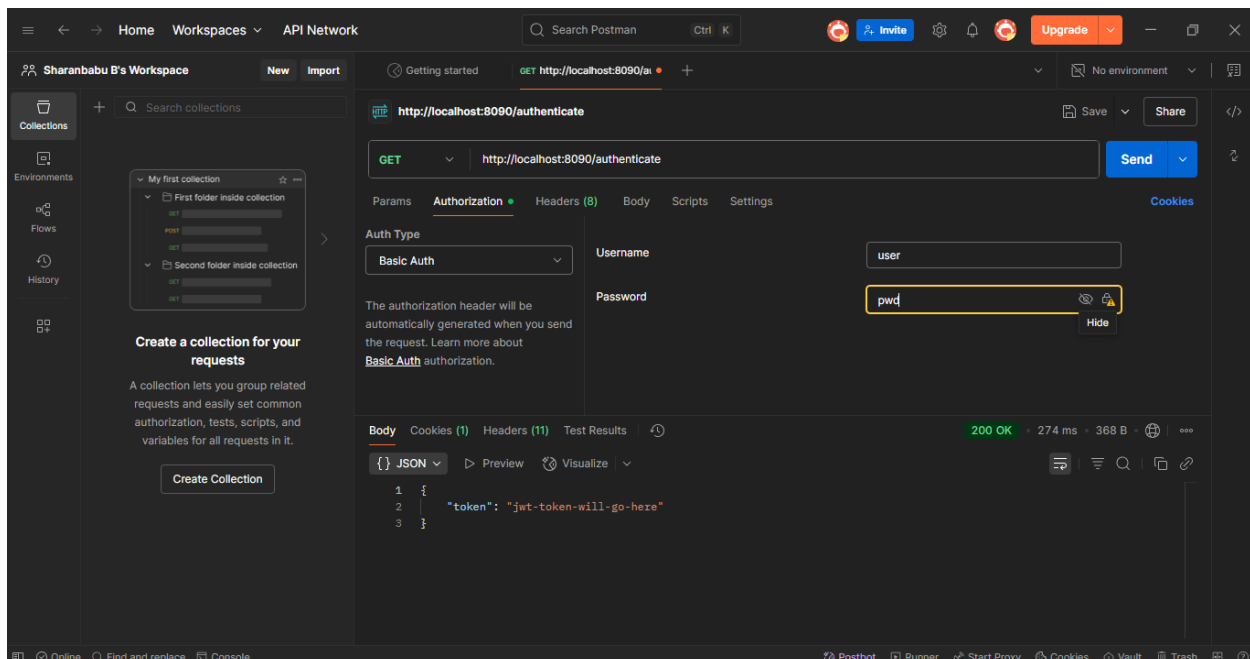 Home Workspaces API Network Search Postman Ctrl K Invite Upgrade
Sharanbabu B's Workspace New Import Getting started GET http://localhost:8090/au No environment
Collections
Search collections
http://localhost:8090/authenticate Save Share
Environments
GET http://localhost:8090/authenticate Send
My first collection
First folder inside collection
GET
POST
GET
Second folder inside collection
GET
GET
Flows
History
Params Authorization Headers (8) Body Scripts Settings Cookies
Auth Type
Basic Auth
Username user
Password pwd
Hide
The authorization header will be
automatically generated when you send
the request. Learn more about
Basic Auth authorization.
Create a collection for your
requests
A collection lets you group related
requests and easily set common
authorization, tests, scripts, and
variables for all requests in it.
Create Collection
Body Cookies (1) Headers (11) Test Results 200 OK 274 ms 368 B
{} JSON Preview Visualize
1 {
2 "token": "jwt-token-will-go-here"
3 }
Online Find and replace Console Postbot Runner Start Proxy Cookies Vault Trash